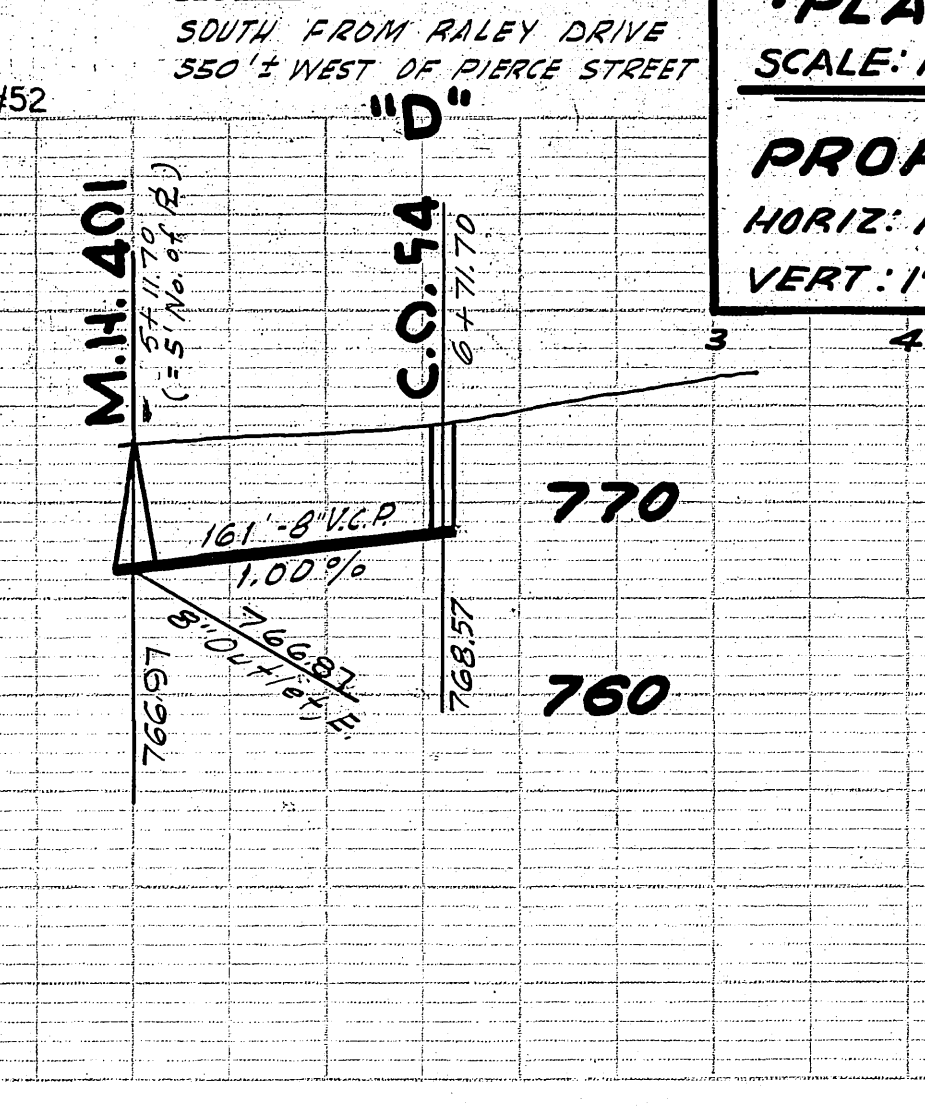 SOUTH FROM RALEY DRIVE
550'± WEST OF PIERCE STREET
#52
"D"
SCALE:
HORIZ:
VERT: 1"
3
4
M.H. 401
5+11.70
(=5' No. of ℄)
C.O. 54
6+71.70
161'-8"V.C.P.
1.00%
770
766.97
766.87
8"Outlet, E.
768.57
760